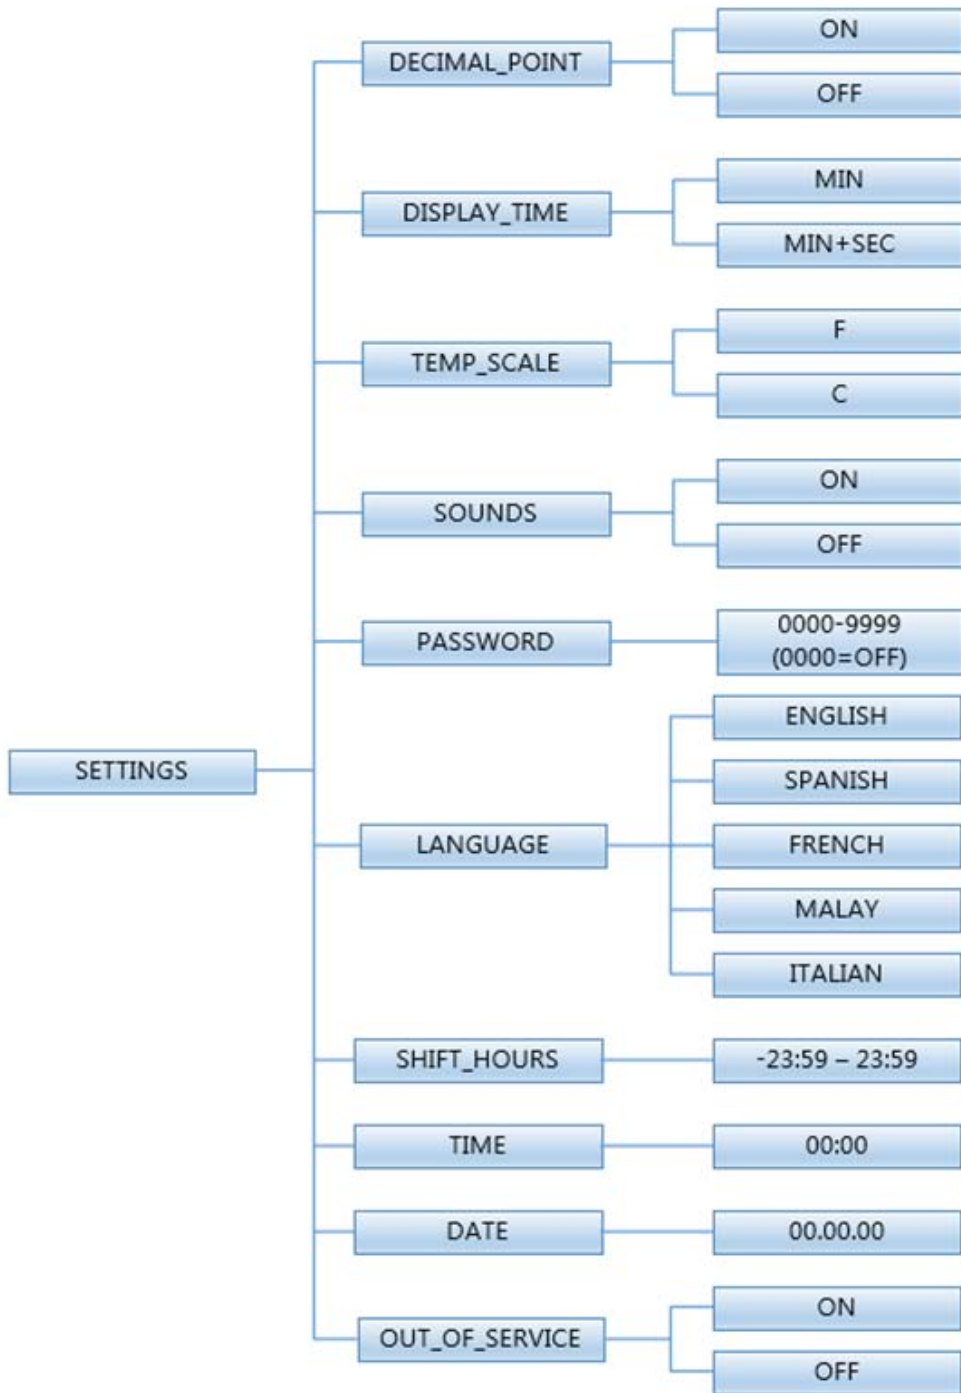 SETTINGS
DECIMAL_POINT
ON
OFF
DISPLAY_TIME
MIN
MIN+SEC
TEMP_SCALE
F
C
SOUNDS
ON
OFF
PASSWORD
0000-9999
(0000=OFF)
LANGUAGE
ENGLISH
SPANISH
FRENCH
MALAY
ITALIAN
SHIFT_HOURS
-23:59 – 23:59
TIME
00:00
DATE
00.00.00
OUT_OF_SERVICE
ON
OFF